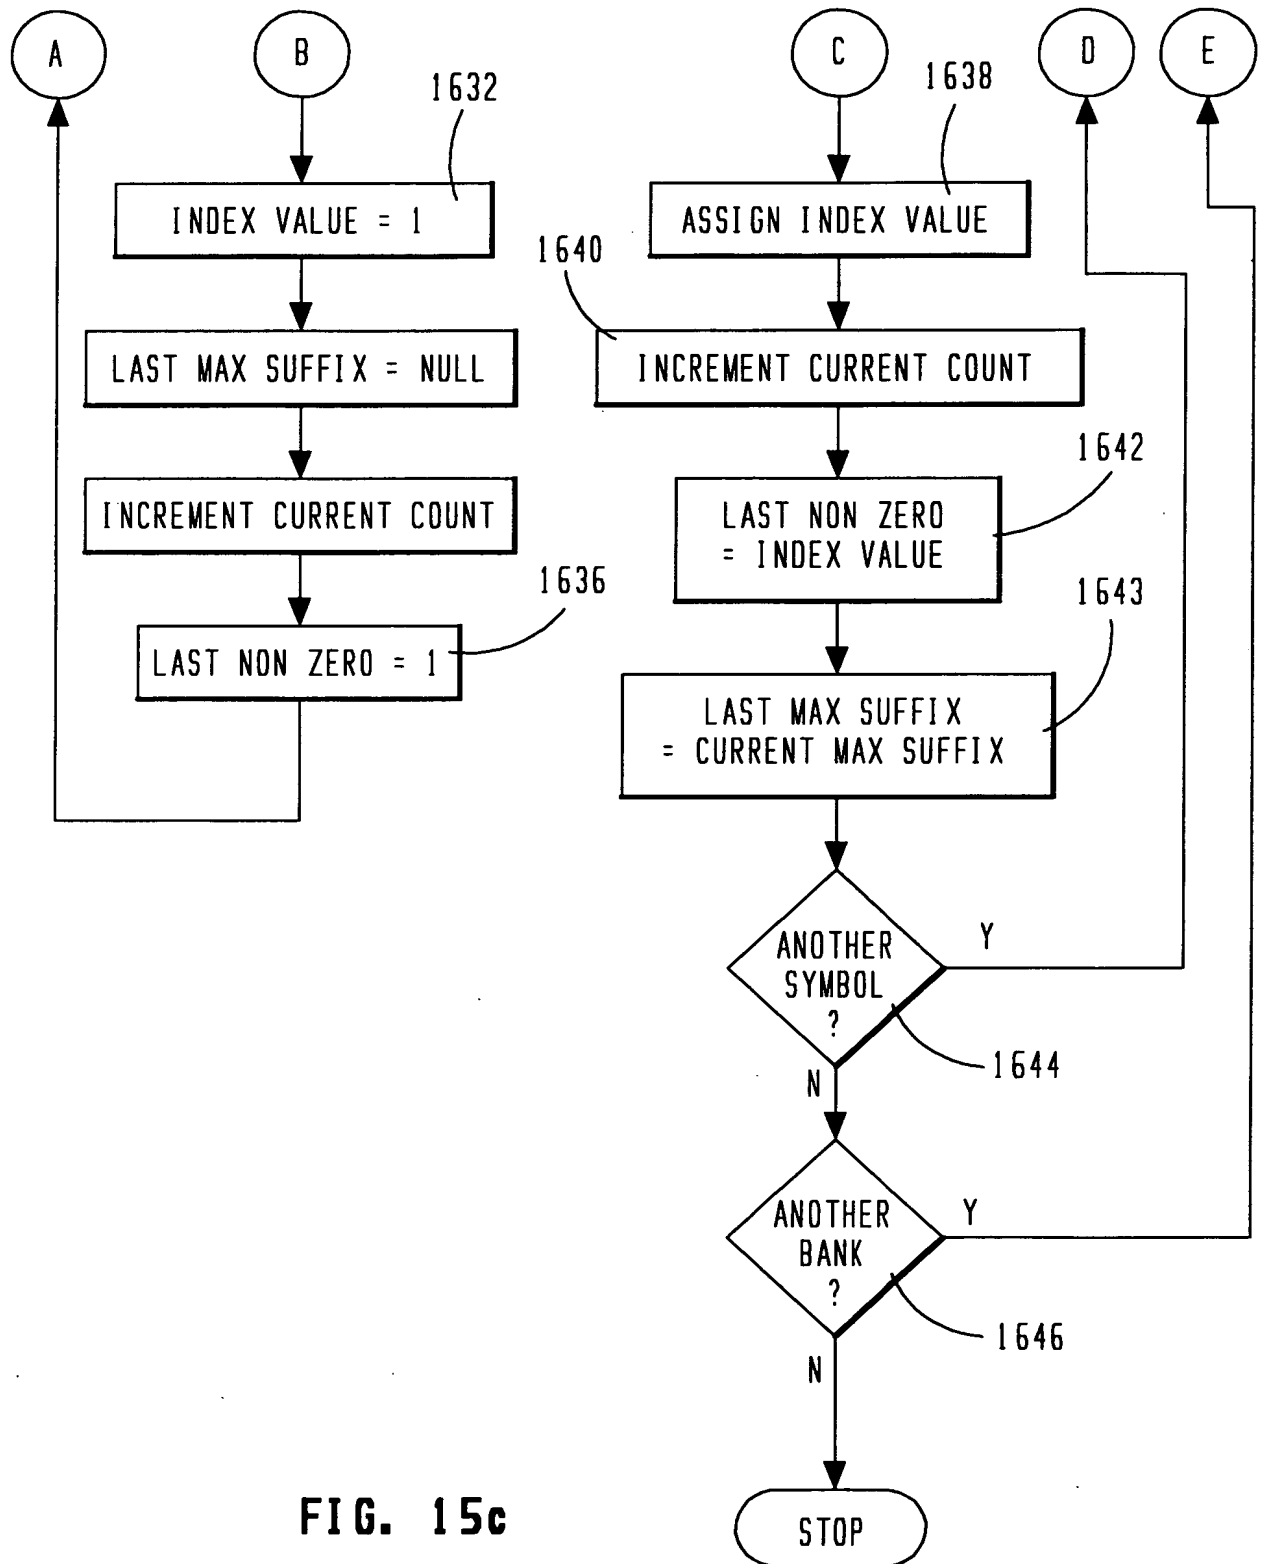 A
B
C
D
E
1632
INDEX VALUE = 1
LAST MAX SUFFIX = NULL
INCREMENT CURRENT COUNT
1636
LAST NON ZERO = 1
1638
ASSIGN INDEX VALUE
1640
INCREMENT CURRENT COUNT
1642
LAST NON ZERO
= INDEX VALUE
1643
LAST MAX SUFFIX
= CURRENT MAX SUFFIX
ANOTHER
SYMBOL
?
Y
1644
N
ANOTHER
BANK
?
Y
1646
N
STOP
FIG. 15c